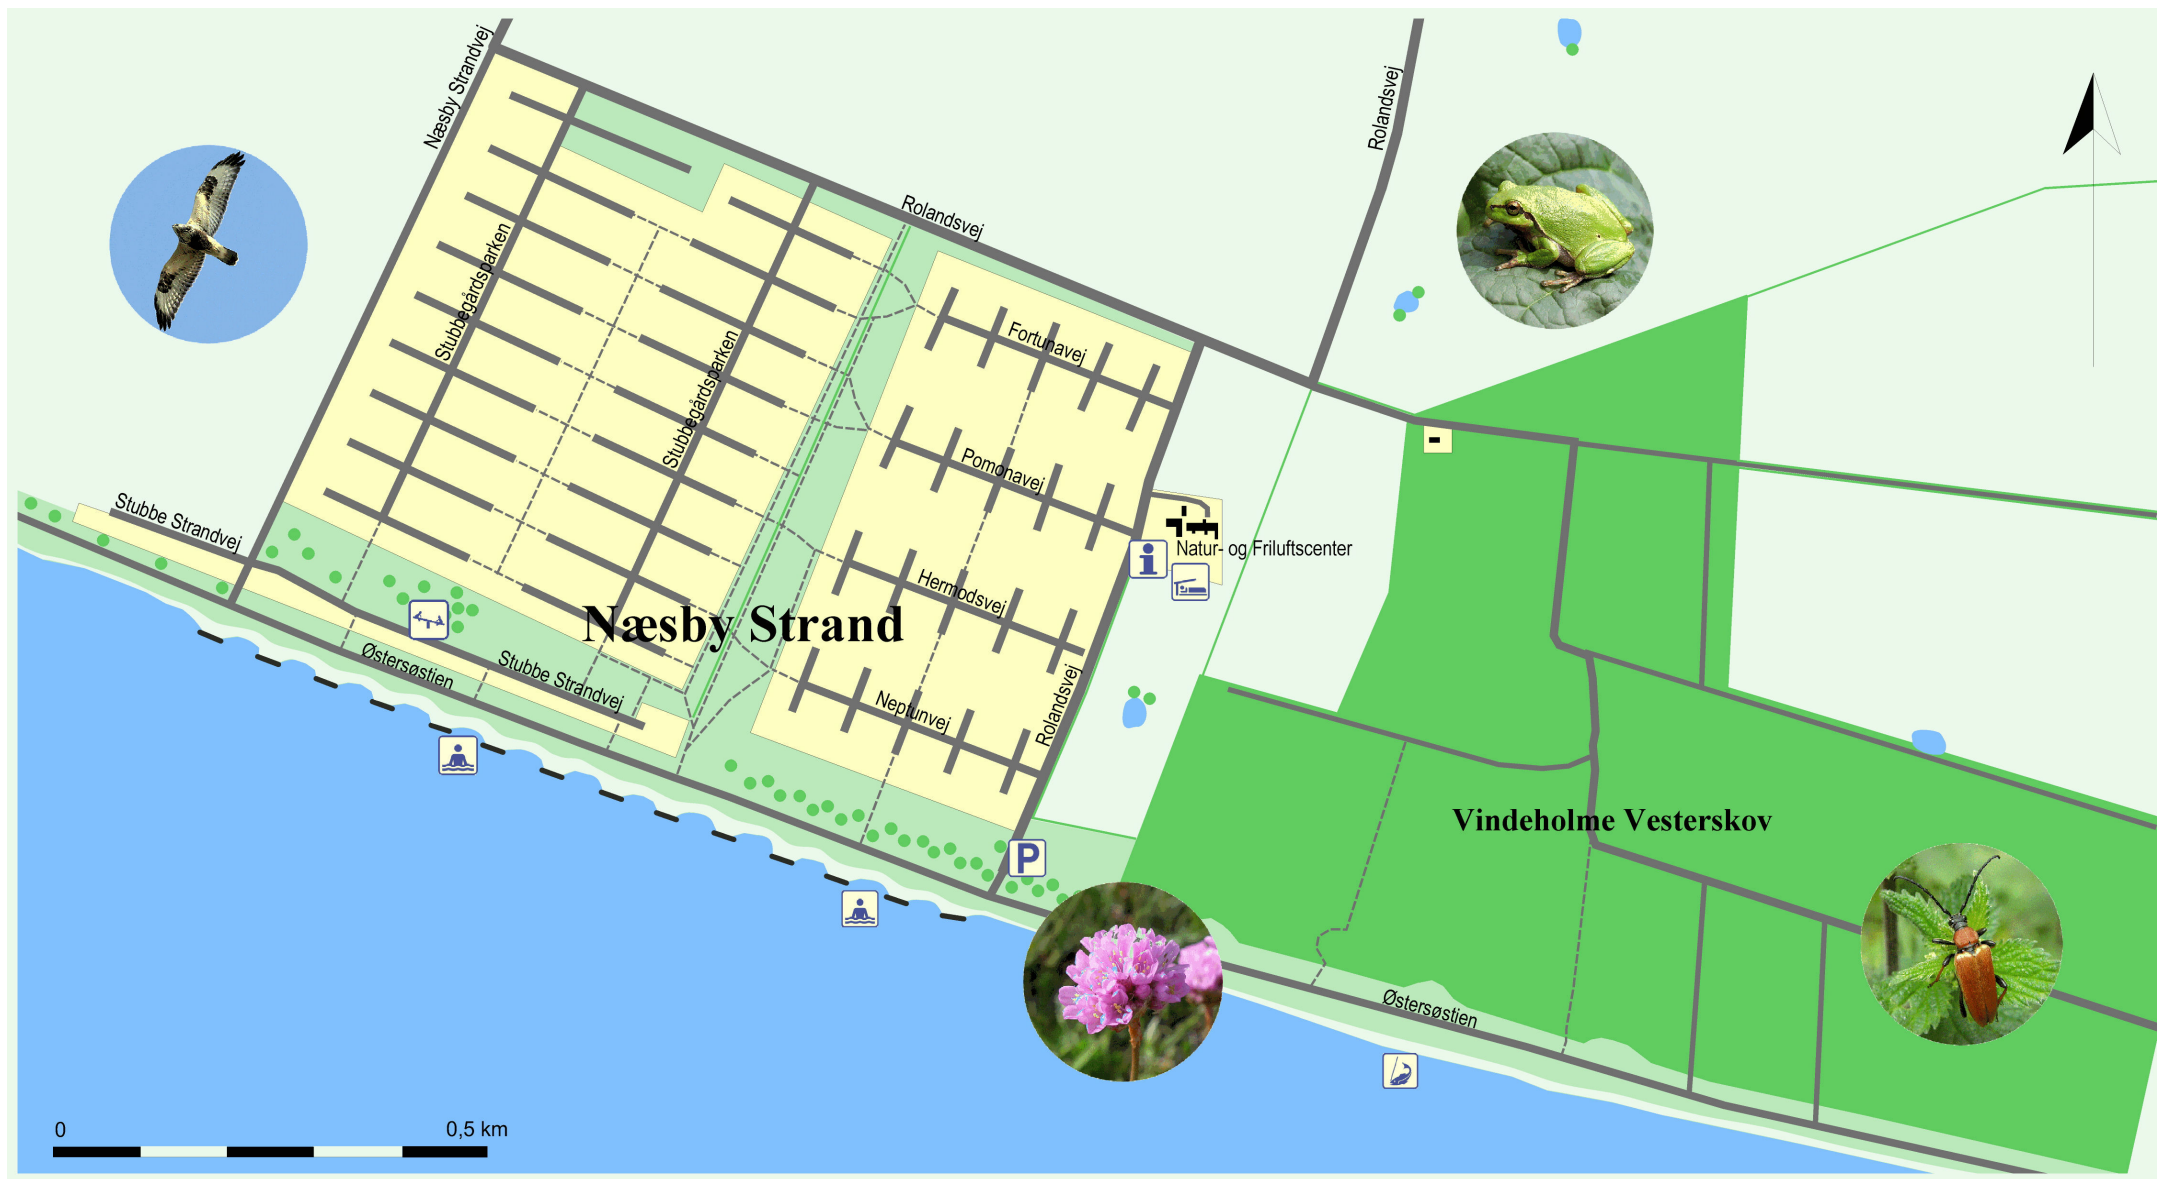 Næsby Strandvej
Rolandsvej
Rolandsvej
Stubbegårdsparken
Stubbegårdsparken
Fortunavej
Pomonavej
Stubbe Strandvej
Natur- og Friluftscenter
Hermodsvej
Næsby Strand
Østersøstien
Stubbe Strandvej
Neptunvej
Rolandsvej
Vindeholme Vesterskov
P
Østersøstien
0 0,5 km